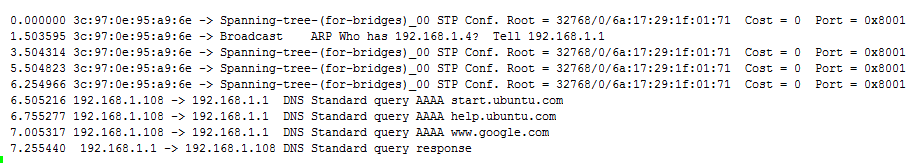 0.000000 3c:97:0e:95:a9:6e -> Spanning-tree-(for-bridges)_00 STP Conf. Root = 32768/0/6a:17:29:1f:01:71  Cost = 0  Port = 0x8001
1.503595 3c:97:0e:95:a9:6e -> Broadcast    ARP Who has 192.168.1.4?  Tell 192.168.1.1
3.504314 3c:97:0e:95:a9:6e -> Spanning-tree-(for-bridges)_00 STP Conf. Root = 32768/0/6a:17:29:1f:01:71  Cost = 0  Port = 0x8001
5.504823 3c:97:0e:95:a9:6e -> Spanning-tree-(for-bridges)_00 STP Conf. Root = 32768/0/6a:17:29:1f:01:71  Cost = 0  Port = 0x8001
6.254966 3c:97:0e:95:a9:6e -> Spanning-tree-(for-bridges)_00 STP Conf. Root = 32768/0/6a:17:29:1f:01:71  Cost = 0  Port = 0x8001
6.505216 192.168.1.108 -> 192.168.1.1  DNS Standard query AAAA start.ubuntu.com
6.755277 192.168.1.108 -> 192.168.1.1  DNS Standard query AAAA help.ubuntu.com
7.005317 192.168.1.108 -> 192.168.1.1  DNS Standard query AAAA www.google.com
7.255440  192.168.1.1 -> 192.168.1.108 DNS Standard query response